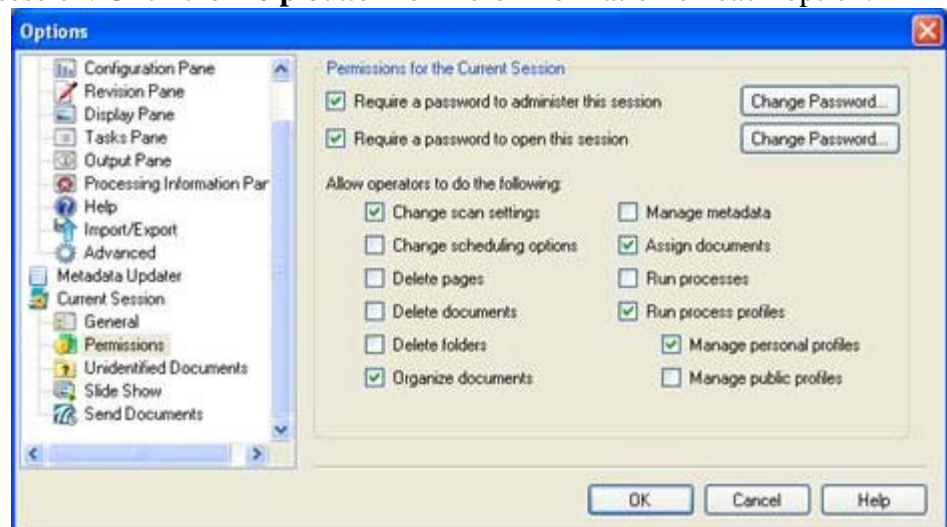 Options
Configuration Pane
Revision Pane
Display Pane
Tasks Pane
Output Pane
Processing Information Par
Help
Import/Export
Advanced
Metadata Updater
Current Session
General
Permissions
Unidentified Documents
Slide Show
Send Documents
Permissions for the Current Session
Require a password to administer this session
Change Password...
Require a password to open this session
Change Password...
Allow operators to do the following:
Change scan settings
Change scheduling options
Delete pages
Delete documents
Delete folders
Organize documents
Manage metadata
Assign documents
Run processes
Run process profiles
Manage personal profiles
Manage public profiles
OK
Cancel
Help